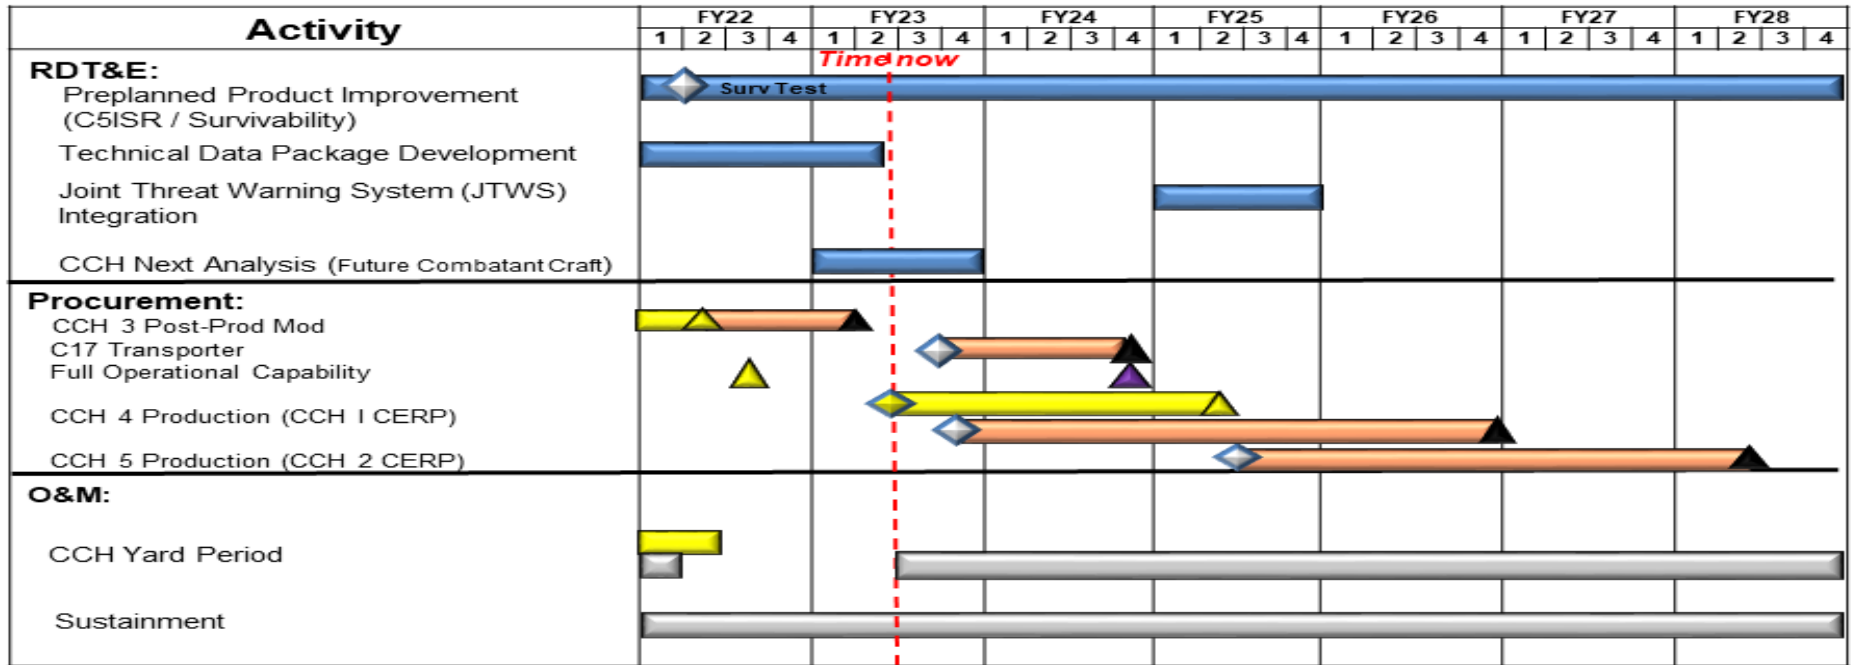 Activity
FY22 FY23 FY24 FY25 FY26 FY27 FY28
1 2 3 4 1 2 3 4 1 2 3 4 1 2 3 4 1 2 3 4 1 2 3 4 1 2 3 4
Time now
RDT&E:
Preplanned Product Improvement
(C5ISR / Survivability)
Surv Test
Technical Data Package Development
Joint Threat Warning System (JTWS)
Integration
CCH Next Analysis (Future Combatant Craft)
Procurement:
CCH 3 Post-Prod Mod
C17 Transporter
Full Operational Capability
CCH 4 Production (CCH I CERP)
CCH 5 Production (CCH 2 CERP)
O&M:
CCH Yard Period
Sustainment